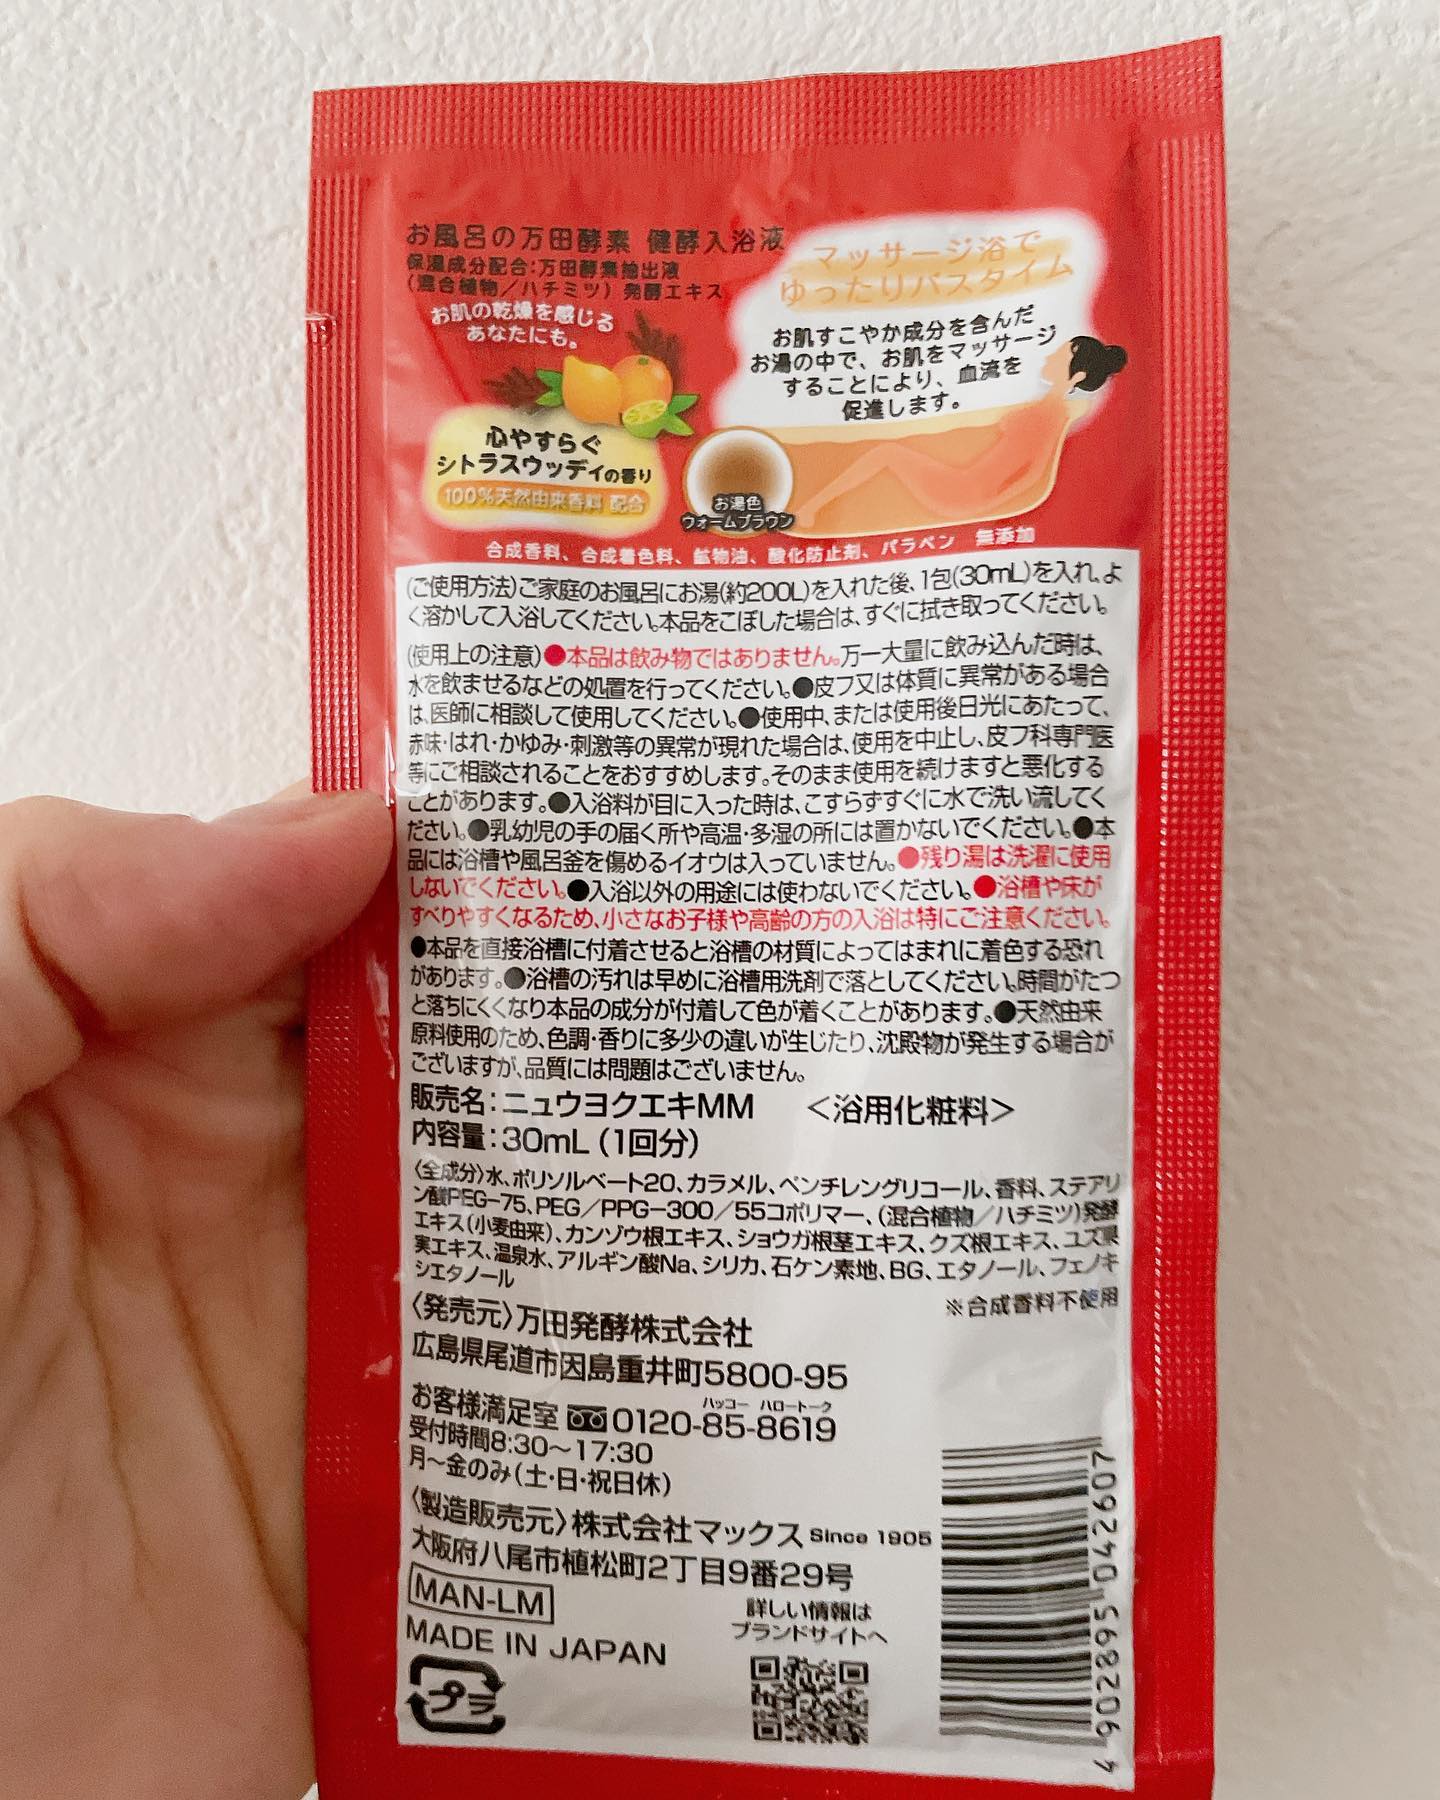 お風呂の万田酵素 健酵入浴液
保湿成分配合:万田酵素抽出液
(混合植物/ハチミツ)発酵エキス
お肌の乾燥を感じる
あなたにも。
心やすらぐ
シトラスウッディの香り
100%天然由来香料 配合
マッサージ浴で
ゆったりバスタイム
お肌すこやか成分を含んだ
お湯の中で、お肌をマッサージ
することにより、血流を
促進します。
お湯色
ウォームブラウン
合成香料、合成着色料、鉱物油、酸化防止剤、パラベン 無添加
(ご使用方法)ご家庭のお風呂にお湯(約200L)を入れた後、1包(30mL)を入れ、よ
く溶かして入浴してください。本品をこぼした場合は、すぐに拭き取ってください。
(使用上の注意)●本品は飲み物ではありません。万一大量に飲み込んだ時は、
水を飲ませるなどの処置を行ってください。●皮フ又は体質に異常がある場合
は、医師に相談して使用してください。●使用中、または使用後日光にあたって、
赤味・はれ・かゆみ・刺激等の異常が現れた場合は、使用を中止し、皮フ科専門医
等にご相談されることをおすすめします。そのまま使用を続けますと悪化する
ことがあります。●入浴料が目に入った時は、こすらずすぐに水で洗い流してく
ださい。●乳幼児の手の届く所や高温・多湿の所には置かないでください。●本
品には浴槽や風呂釜を傷めるイオウは入っていません。●残り湯は洗濯に使用
しないでください。●入浴以外の用途には使わないでください。●浴槽や床が
すべりやすくなるため、小さなお子様や高齢の方の入浴は特にご注意ください。
●本品を直接浴槽に付着させると浴槽の材質によってはまれに着色する恐れ
があります。●浴槽の汚れは早めに浴槽用洗剤で落としてください。時間がたつ
と落ちにくくなり本品の成分が付着して色が着くことがあります。●天然由来
原料使用のため、色調・香りに多少の違いが生じたり、沈殿物が発生する場合が
ございますが、品質には問題はございません。
販売名:ニュウヨクエキMM <浴用化粧料>
内容量:30mL(1回分)
〈全成分〉水、ポリソルベート20、カラメル、ペンチレングリコール、香料、ステアリ
ン酸PEG-75、PEG/PPG-300/55コポリマー、(混合植物/ハチミツ)発酵
エキス(小麦由来)、カンゾウ根エキス、ショウガ根茎エキス、クズ根エキス、ユズ果
実エキス、温泉水、アルギン酸Na、シリカ、石ケン素地、BG、エタノール、フェノキ
シエタノール
※合成香料不使用
〈発売元〉万田発酵株式会社
広島県尾道市因島重井町5800-95
ハッコー ハロートーク
お客様満足室 0120-85-8619
受付時間8:30〜17:30
月〜金のみ(土・日・祝日休)
〈製造販売元〉株式会社マックス Since 1905
大阪府八尾市植松町2丁目9番29号
MAN-LM
MADE IN JAPAN
プラ
詳しい情報は
ブランドサイトへ
4902895042607